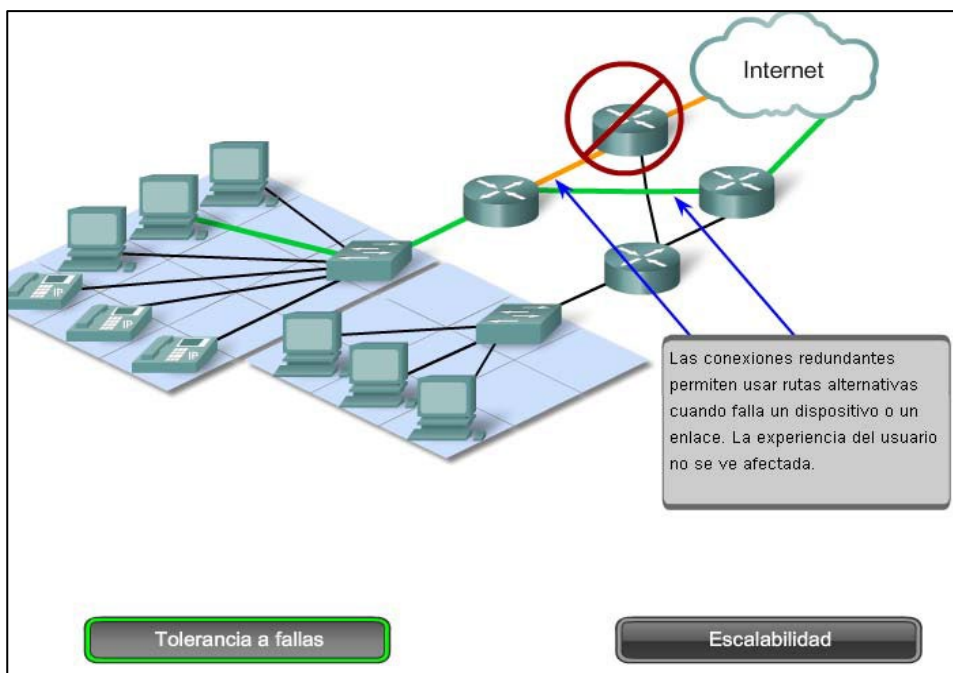 Internet
IP
IP
IP
Las conexiones redundantes
permiten usar rutas alternativas
cuando falla un dispositivo o un
enlace. La experiencia del usuario
no se ve afectada.
Tolerancia a fallas
Escalabilidad